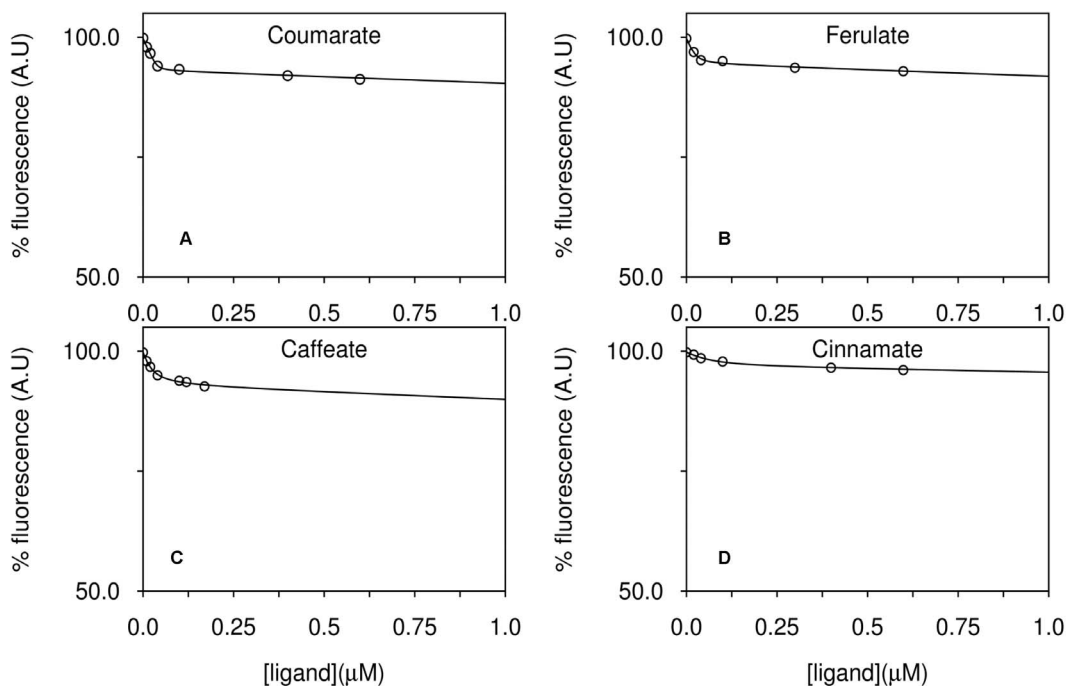 Coumarate
% fluorescence (A.U)
100.0
50.0
A
0.0 0.25 0.5 0.75 1.0
Ferulate
% fluorescence (A.U)
100.0
50.0
B
0.0 0.25 0.5 0.75 1.0
Caffeate
% fluorescence (A.U)
100.0
50.0
C
0.0 0.25 0.5 0.75 1.0
[ligand](μM)
Cinnamate
% fluorescence (A.U)
100.0
50.0
D
0.0 0.25 0.5 0.75 1.0
[ligand](μM)